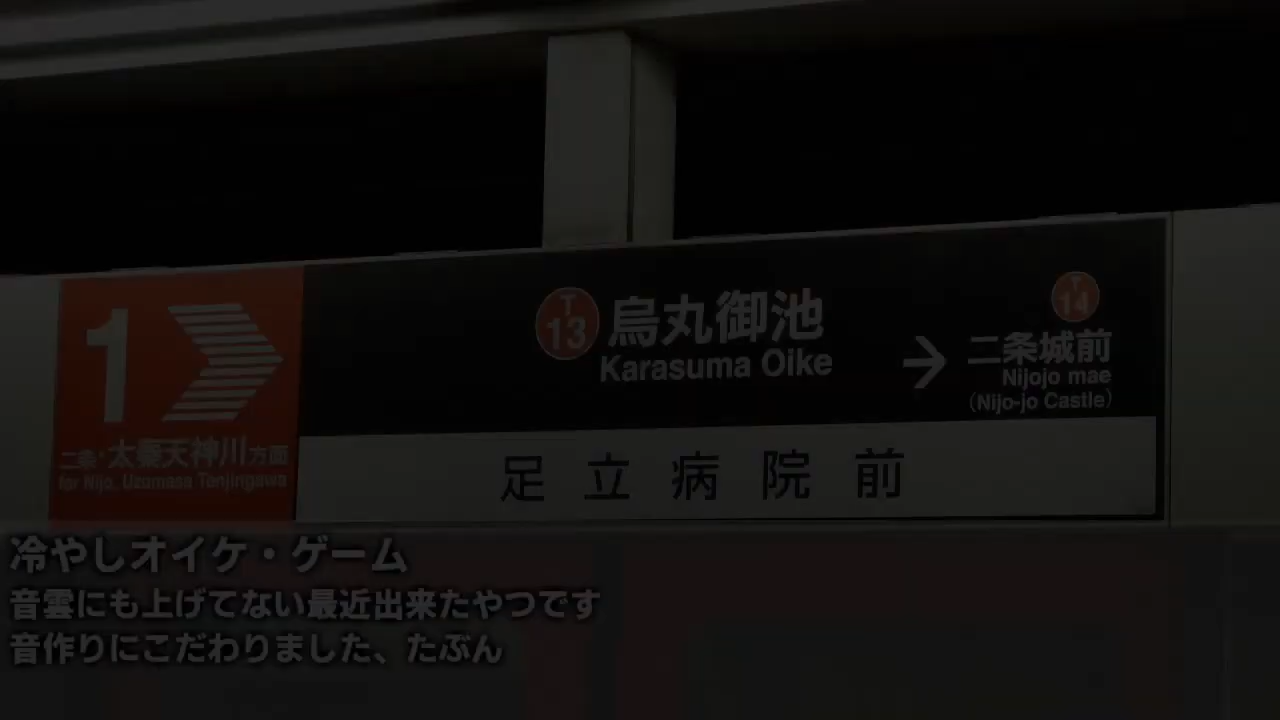 1
二条・太秦天神川方面
for Nijo, Uzumasa Tenjingawa
T
13
烏丸御池
Karasuma Oike
→
T
14
二条城前
Nijojo mae
(Nijo-jo Castle)
足立病院前
冷やしオイケ・ゲーム
音雲にも上げてない最近出来たやつです
音作りにこだわりました、たぶん